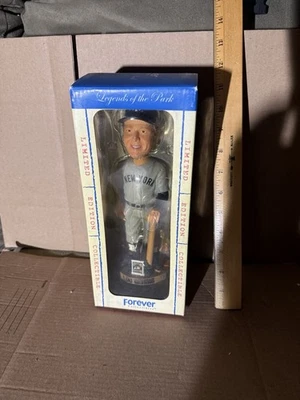 Legends of the Park
LIMITED EDITION COLLECTIBLE
NEW YORK
LIMITED EDITION COLLECTIBLE
Forever